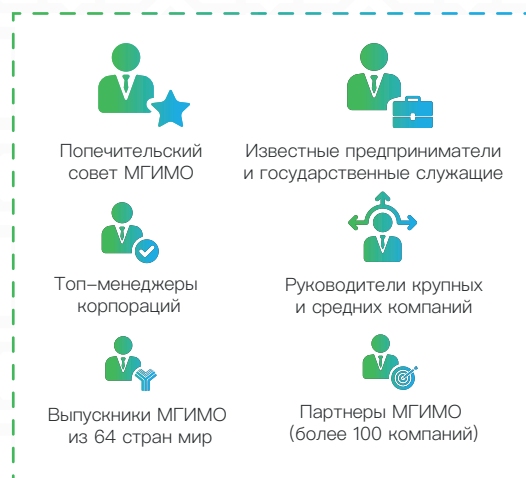 Попечительский
совет МГИМО
Известные предприниматели
и государственные служащие
Топ-менеджеры
корпораций
Руководители крупных
и средних компаний
Выпускники МГИМО
из 64 стран мир
Партнеры МГИМО
(более 100 компаний)